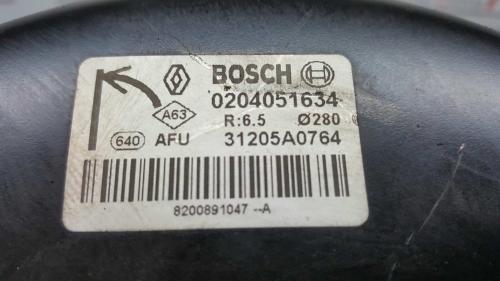 BOSCH
0204051634
A63 R:6.5 Ø280
640 AFU 31205A0764
8200891047 --A